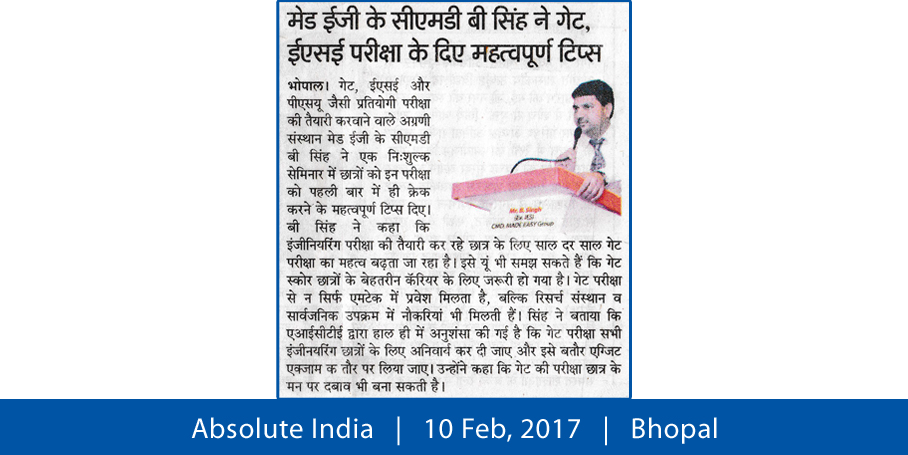 मेड ईजी के सीएमडी बी सिंह ने गेट,
ईएसई परीक्षा के दिए महत्वपूर्ण टिप्स
भोपाल। गेट, ईएसई और
पीएसयू जैसी प्रतियोगी परीक्षा
की तैयारी करवाने वाले अग्रणी
संस्थान मेड ईजी के सीएमडी
बी सिंह ने एक निःशुल्क
सेमिनार में छात्रों को इन परीक्षा
को पहली बार में ही क्रेक
करने के महत्वपूर्ण टिप्स दिए।
बी सिंह ने कहा कि
Mr. B. Singh
(Ex. IES)
CMD, MADE EASY Group
इंजीनियरिंग परीक्षा की तैयारी कर रहे छात्र के लिए साल दर साल गेट
परीक्षा का महत्व बढ़ता जा रहा है। इसे यूं भी समझ सकते हैं कि गेट
स्कोर छात्रों के बेहतरीन कॅरियर के लिए जरूरी हो गया है। गेट परीक्षा
से न सिर्फ एमटेक में प्रवेश मिलता है, बल्कि रिसर्च संस्थान व
सार्वजनिक उपक्रम में नौकरियां भी मिलती हैं। सिंह ने बताया कि
एआईसीटीई द्वारा हाल ही में अनुशंसा की गई है कि गेट परीक्षा सभी
इंजीनयरिंग छात्रों के लिए अनिवार्य कर दी जाए और इसे बतौर एग्जिट
एक्जाम क तौर पर लिया जाए। उन्होंने कहा कि गेट की परीक्षा छात्र के
मन पर दबाव भी बना सकती है।
Absolute India | 10 Feb, 2017 | Bhopal